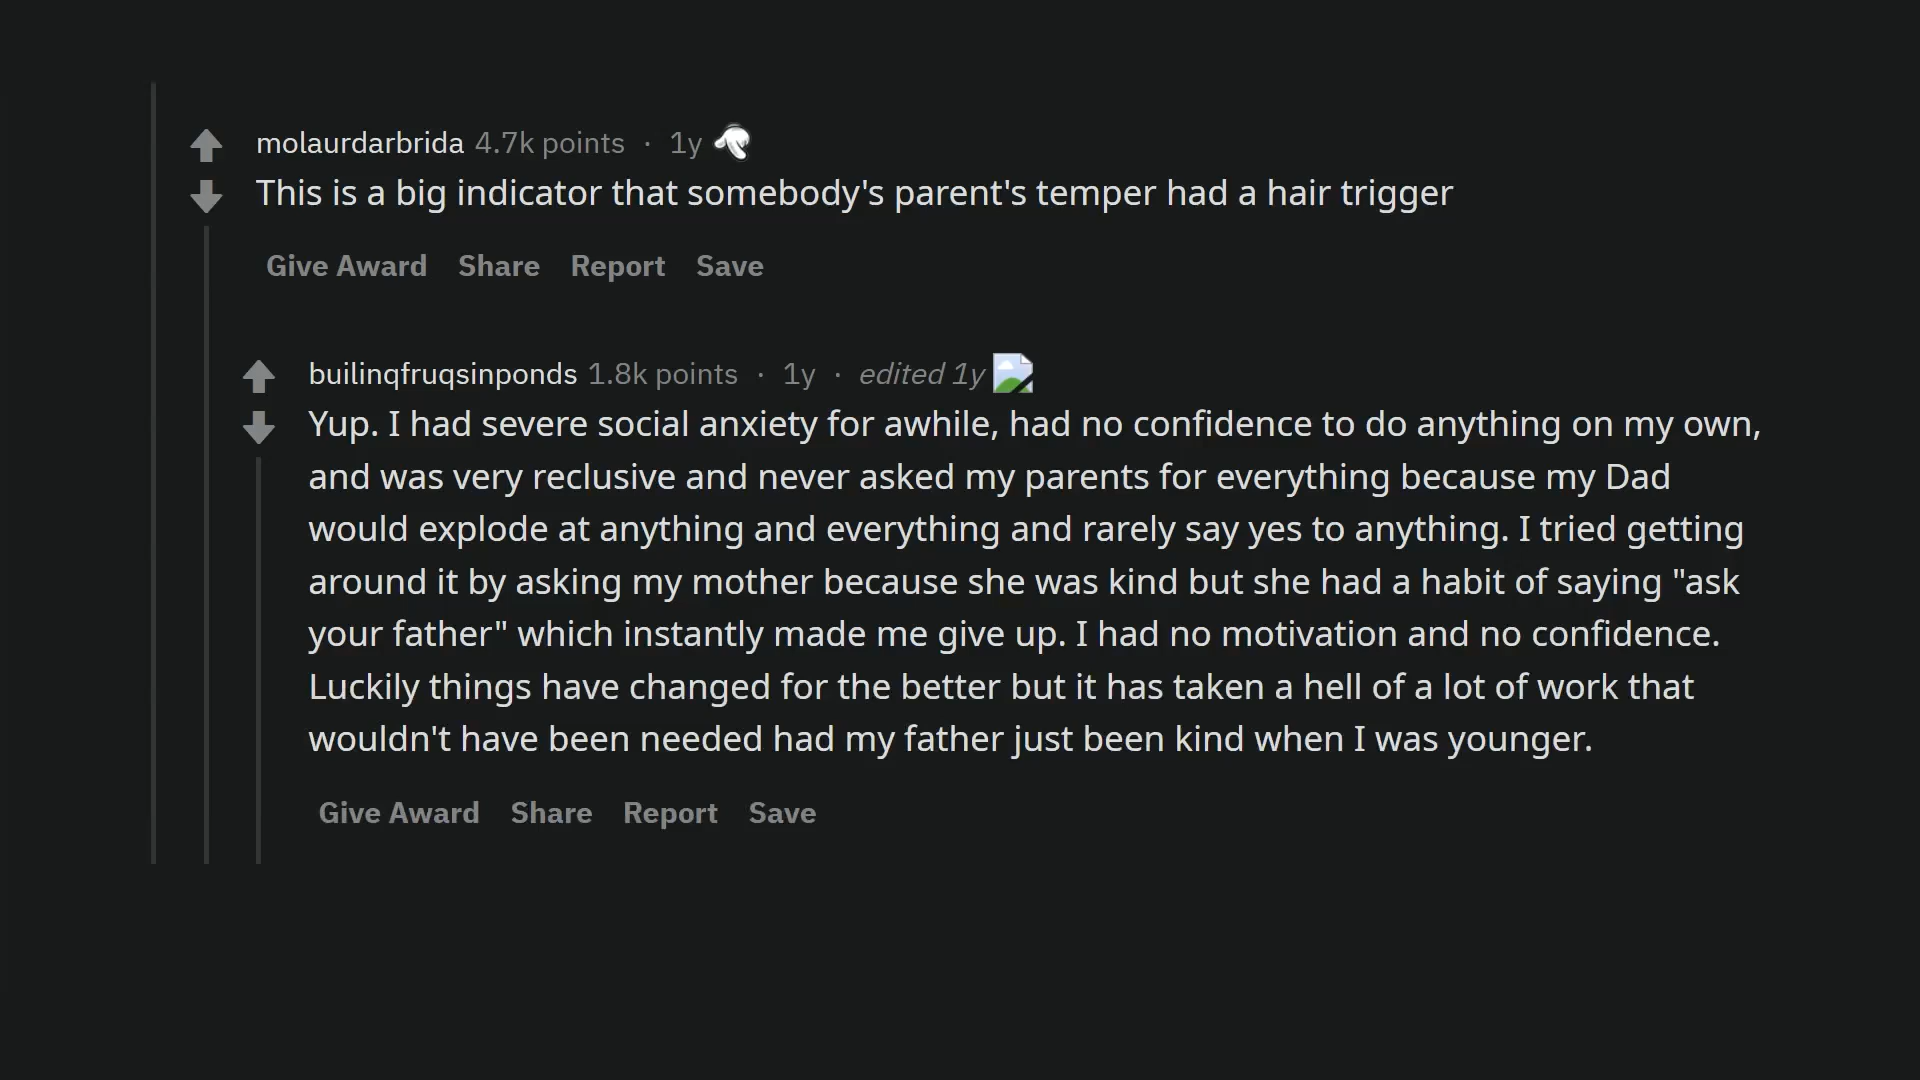 molaurdarbrida 4.7k points · 1y
This is a big indicator that somebody's parent's temper had a hair trigger
Give Award Share Report Save
builinqfruqsinponds 1.8k points · 1y · edited 1y
Yup. I had severe social anxiety for awhile, had no confidence to do anything on my own,
and was very reclusive and never asked my parents for everything because my Dad
would explode at anything and everything and rarely say yes to anything. I tried getting
around it by asking my mother because she was kind but she had a habit of saying "ask
your father" which instantly made me give up. I had no motivation and no confidence.
Luckily things have changed for the better but it has taken a hell of a lot of work that
wouldn't have been needed had my father just been kind when I was younger.
Give Award Share Report Save